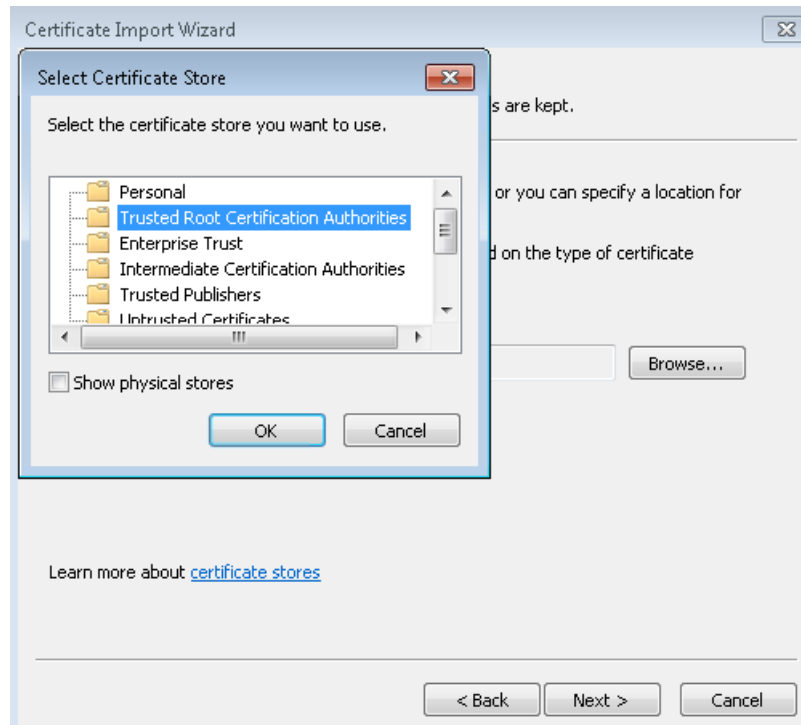 Certificate Import Wizard
Select Certificate Store
s are kept.
Select the certificate store you want to use.
Personal
or you can specify a location for
Trusted Root Certification Authorities
Enterprise Trust
d on the type of certificate
Intermediate Certification Authorities
Trusted Publishers
Untrusted Certificates
Browse...
Show physical stores
OK
Cancel
Learn more about certificate stores
< Back
Next >
Cancel